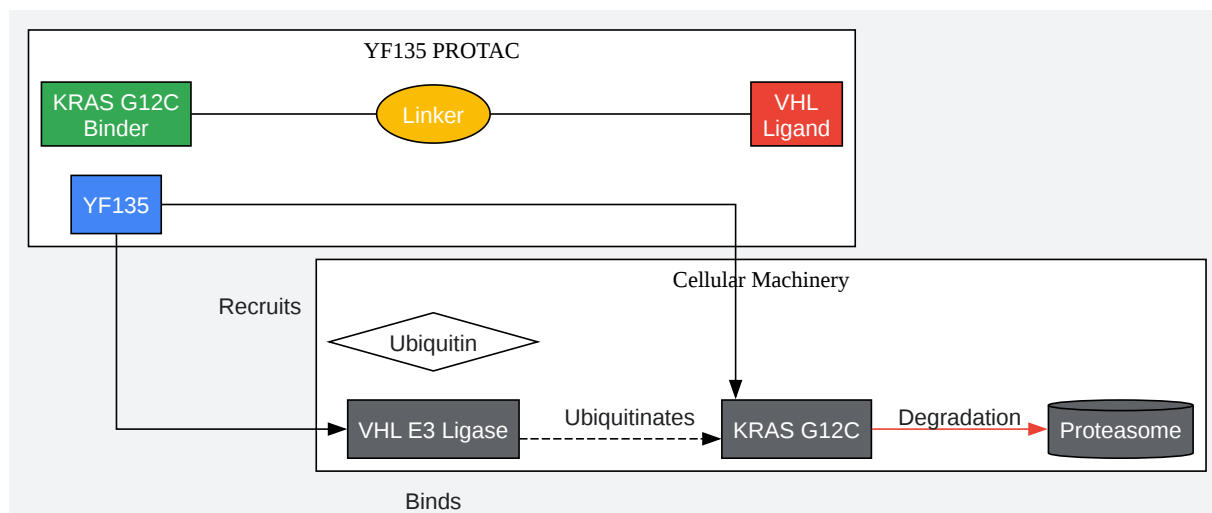 YF135 PROTAC
KRAS G12C
Binder
Linker
VHL
Ligand
YF135
Cellular Machinery
Recruits
Ubiquitin
VHL E3 Ligase
Ubiquitinates
KRAS G12C
Degradation
Proteasome
Binds